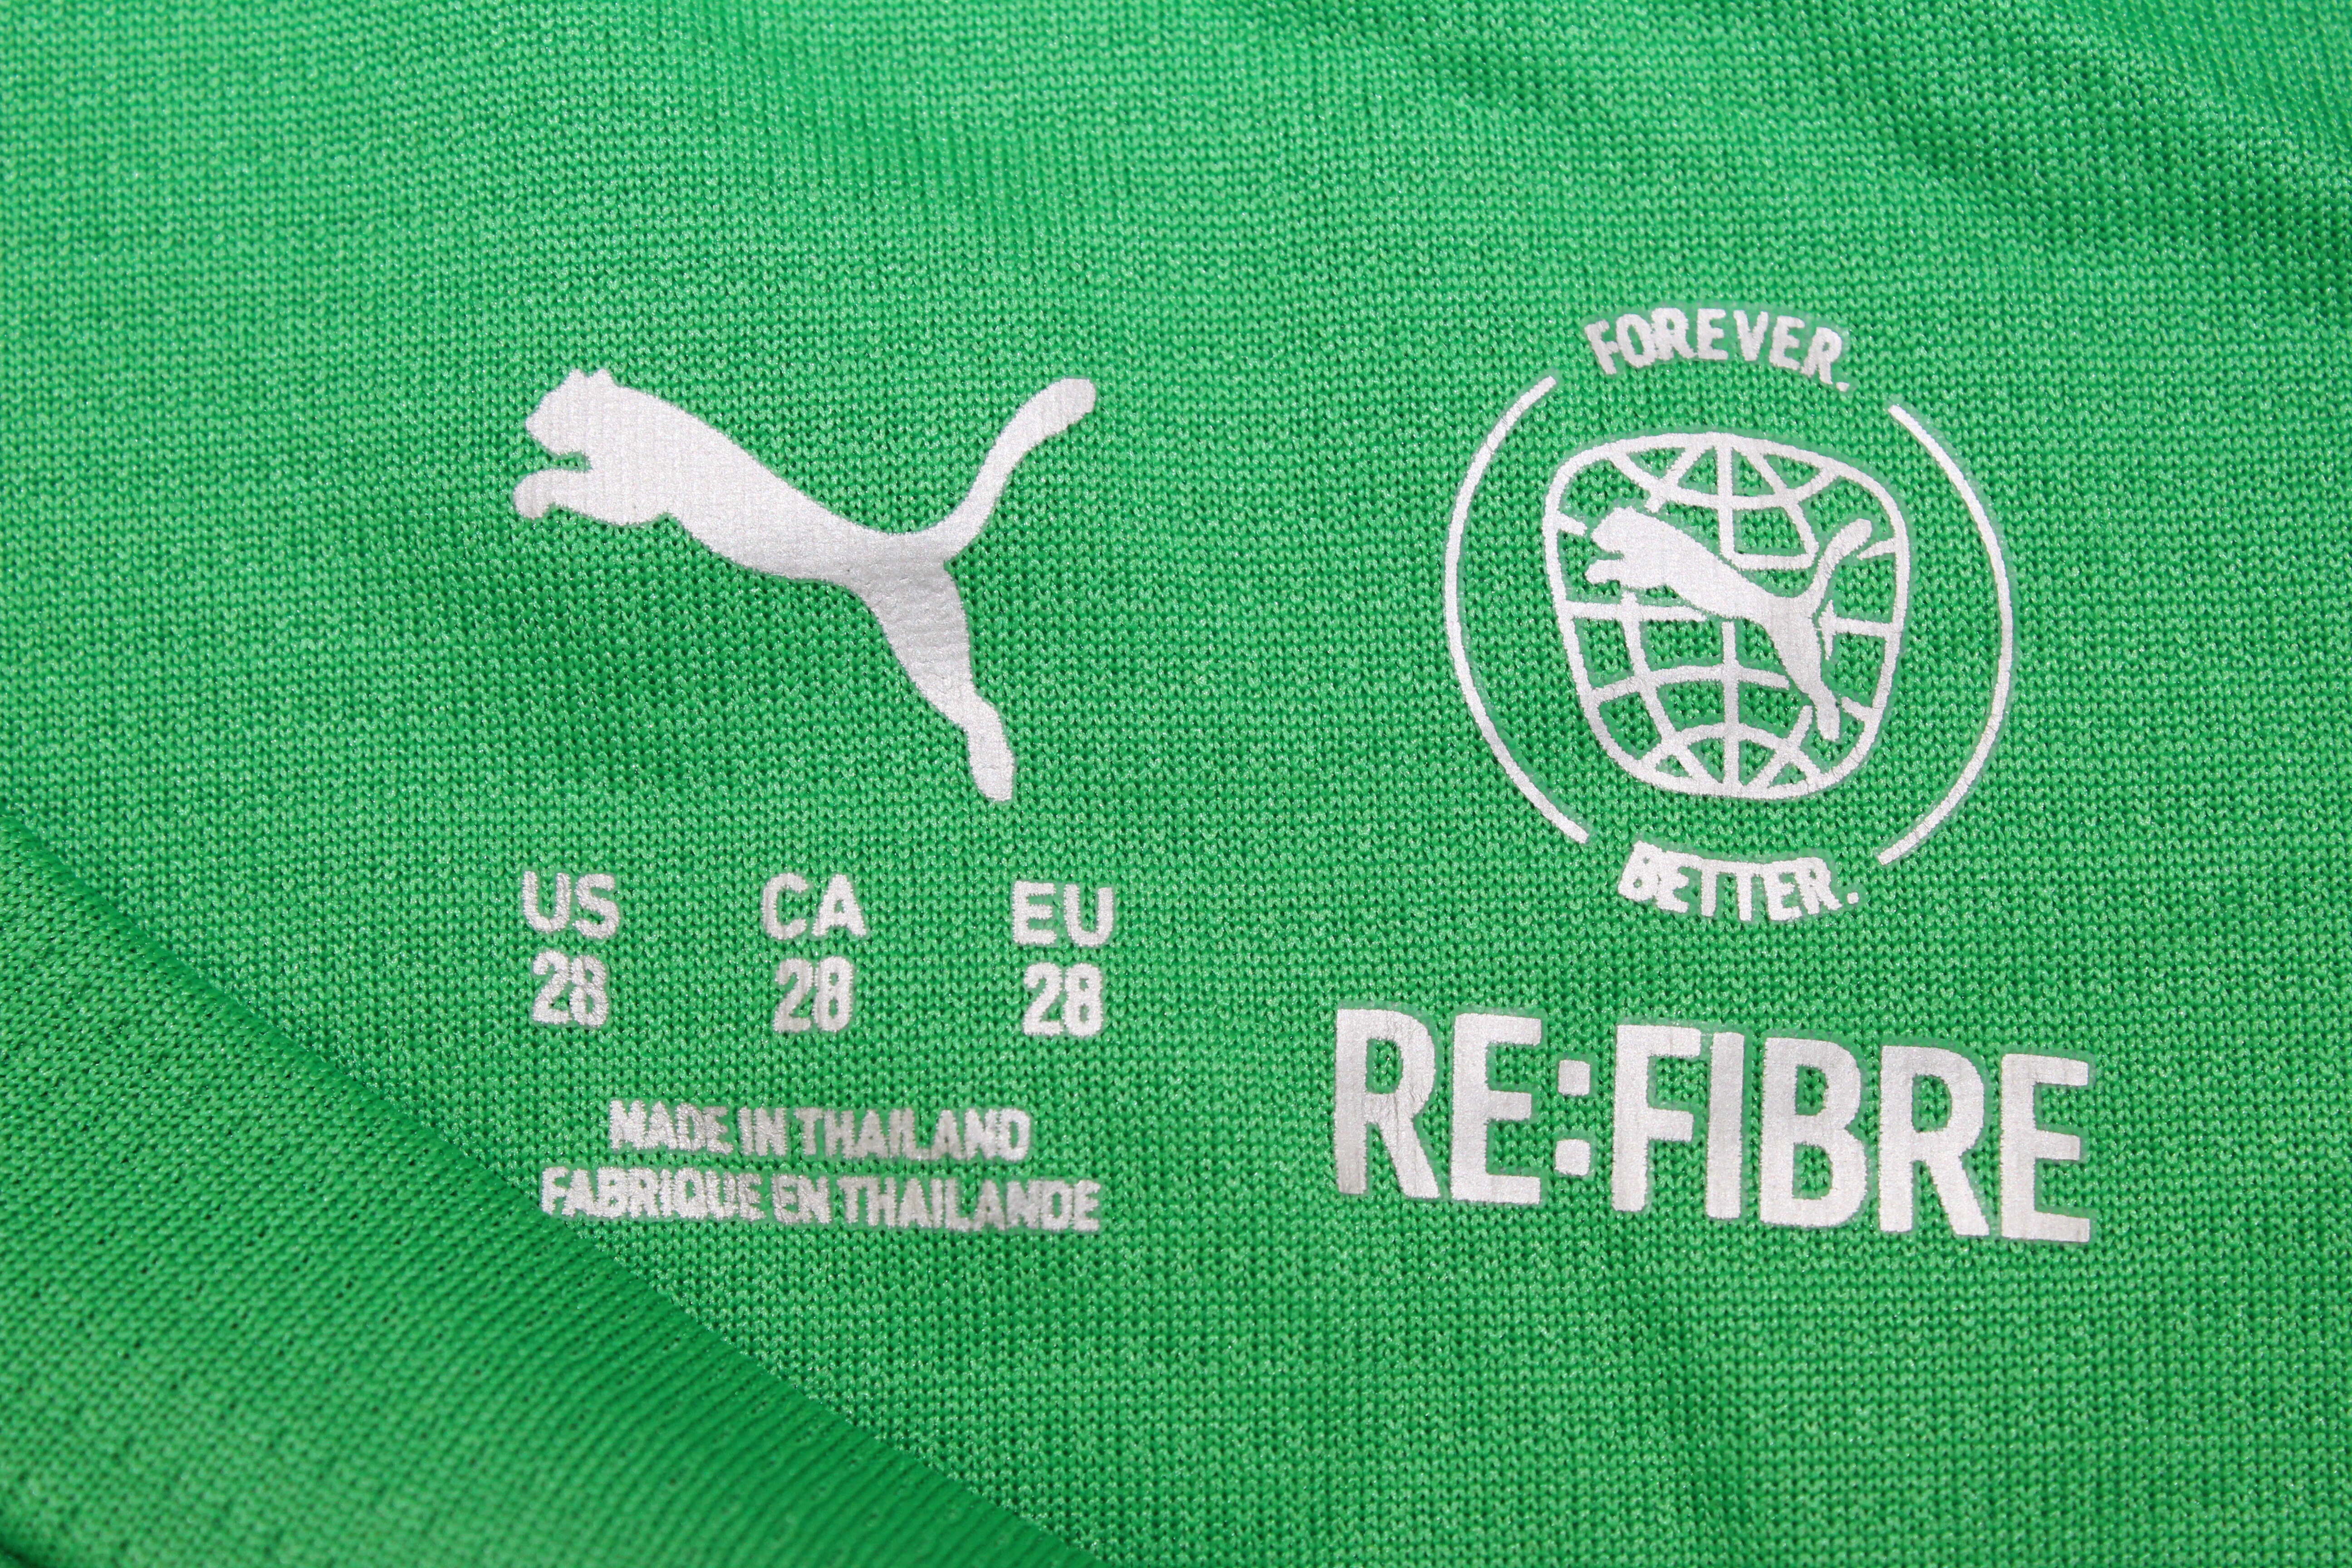 US CA EU
28 28 28
MADE IN THAILAND
FABRIQUE EN THAILANDE
FOREVER.
BETTER.
RE:FIBRE